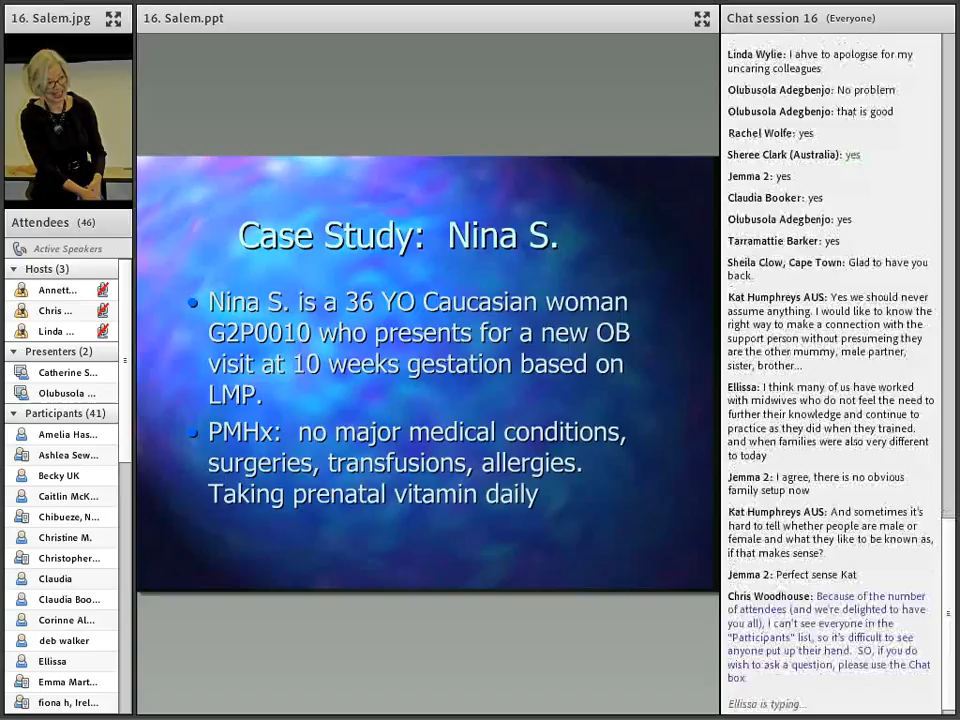 16. Salem.jpg
Attendees (46)
Active Speakers
Hosts (3)
Annett...
Chris ...
Linda ...
Presenters (2)
Catherine S...
Olubusola ...
Participants (41)
Amelia Has...
Ashlea Sew...
Becky UK
Caitlin McK...
Chibueze, N...
Christine M.
Christopher...
Claudia
Claudia Boo...
Corinne Al...
deb walker
Ellissa
Emma Mart...
fiona h, Irel...
16. Salem.ppt
Case Study: Nina S.
• Nina S. is a 36 YO Caucasian woman
G2P0010 who presents for a new OB
visit at 10 weeks gestation based on
LMP.
• PMHx: no major medical conditions,
surgeries, transfusions, allergies.
Taking prenatal vitamin daily
Chat session 16 (Everyone)
Linda Wylie: I ahve to apologise for my
uncaring colleagues
Olubusola Adegbenjo: No problem
Olubusola Adegbenjo: that is good
Rachel Wolfe: yes
Sheree Clark (Australia): yes
Jemma 2: yes
Claudia Booker: yes
Olubusola Adegbenjo: yes
Tarramattie Barker: yes
Sheila Clow, Cape Town: Glad to have you
back.
Kat Humphreys AUS: Yes we should never
assume anything. I would like to know the
right way to make a connection with the
support person without presumeing they
are the other mummy, male partner,
sister, brother...
Ellissa: I think many of us have worked
with midwives who do not feel the need to
further their knowledge and continue to
practice as they did when they trained.
and when families were also very different
to today
Jemma 2: I agree, there is no obvious
family setup now
Kat Humphreys AUS: And sometimes it's
hard to tell whether people are male or
female and what they like to be known as,
if that makes sense?
Jemma 2: Perfect sense Kat
Chris Woodhouse: Because of the number
of attendees (and we're delighted to have
you all), I can't see everyone in the
"Participants" list, so it's difficult to see
anyone put up their hand. SO, if you do
wish to ask a question, please use the Chat
box
Ellissa is typing...